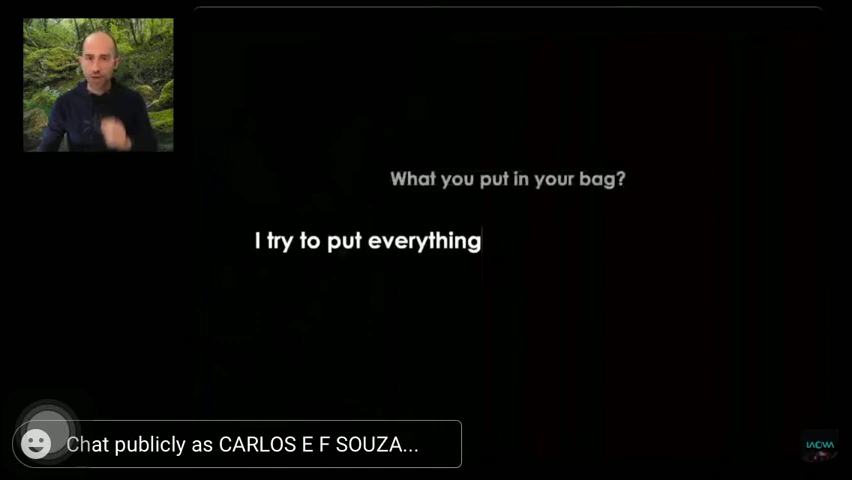 What you put in your bag?
I try to put everything
Chat publicly as CARLOS E F SOUZA...